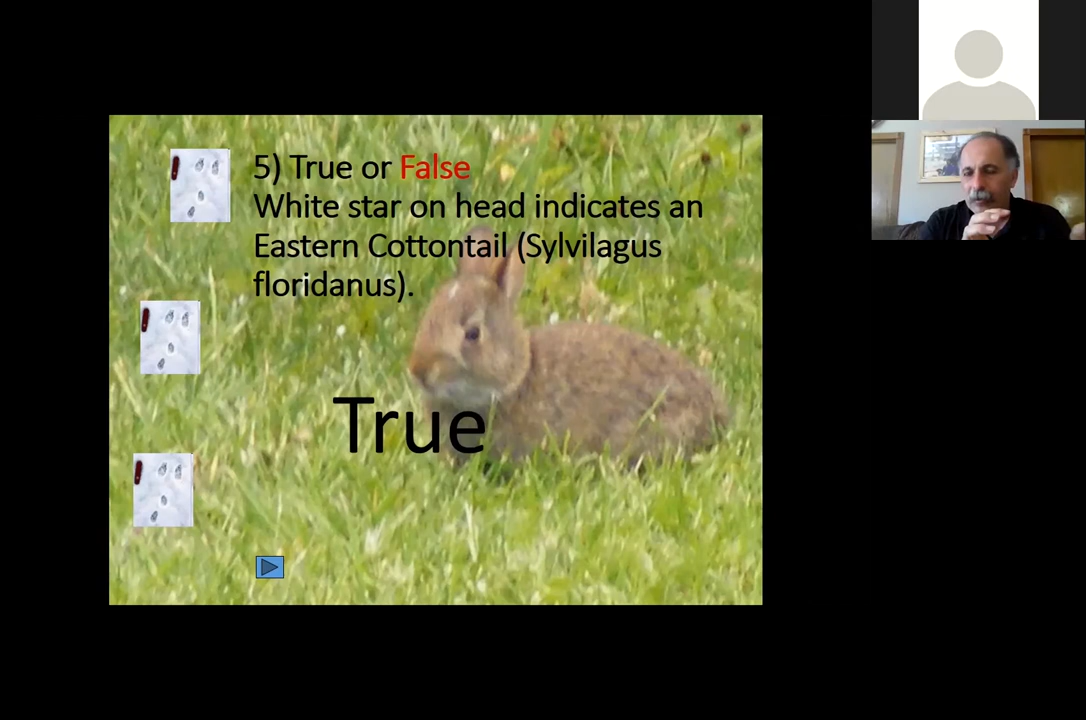 5) True or False
White star on head indicates an
Eastern Cottontail (Sylvilagus
floridanus).
True